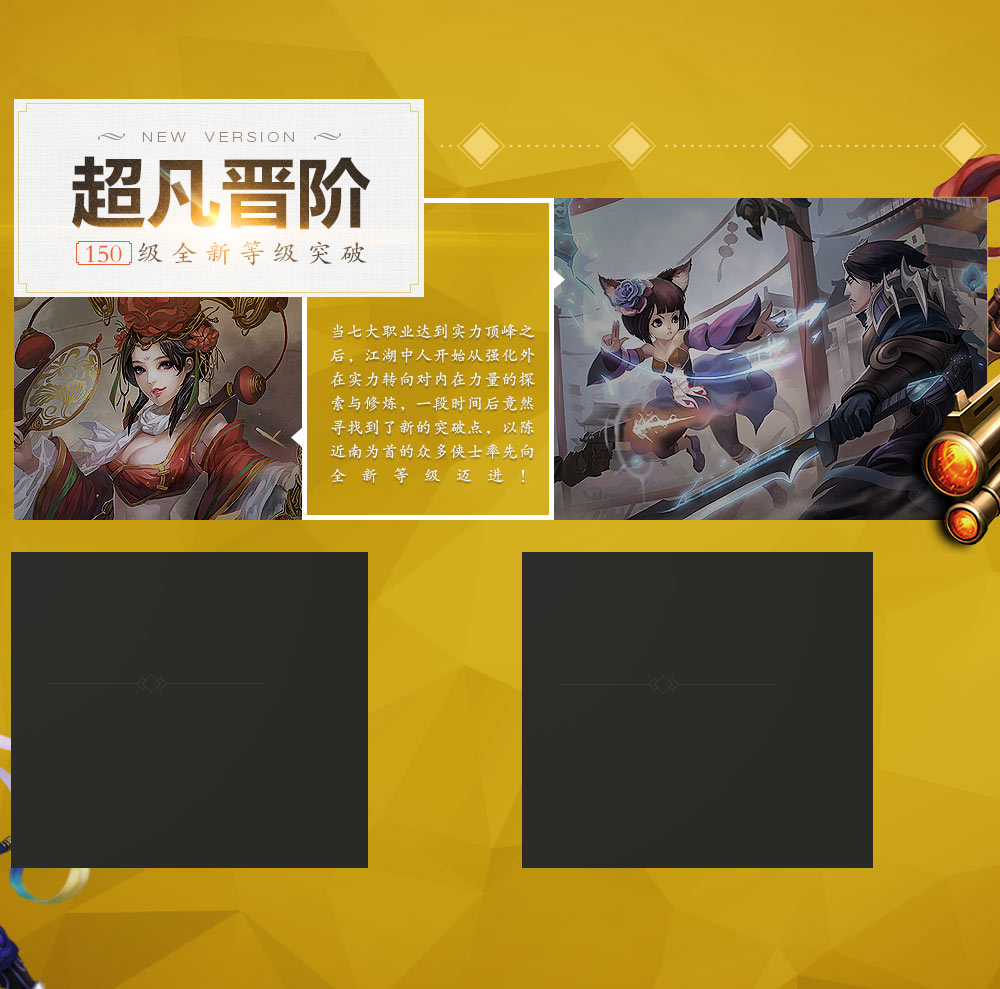 NEW VERSION
超凡晋阶
150级全新等级突破
当七大职业达到实力顶峰之
后，江湖中人开始从强化外
在实力转向对内在力量的探
索与修炼，一段时间后竟然
寻找到了新的突破点，以陈
近南为首的众多侠士率先向
全新等级迈进！